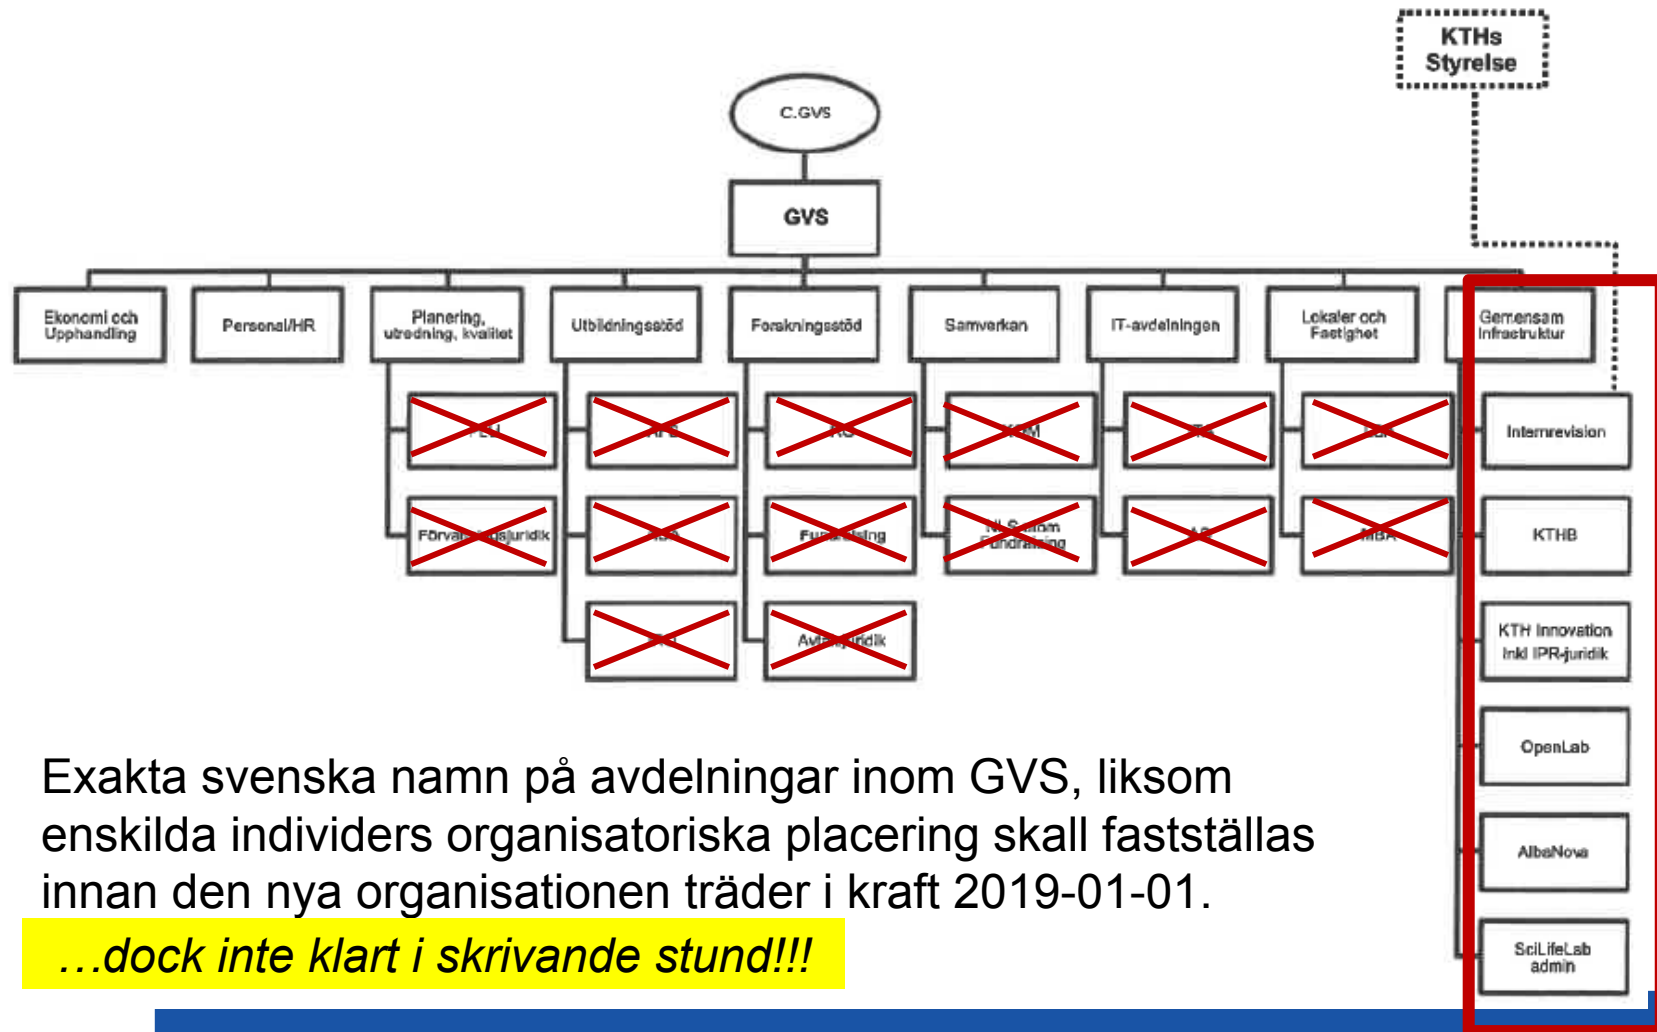 KTHs
Styrelse
C.GVS
GVS
Ekonomi och
Upphandling
Personal/HR
Planering,
utredning, kvalitet
Utbildningsstöd
Forskningsstöd
Samverkan
IT-avdelningen
Lokaler och
Fastighet
Gemensam
Infrastruktur
Internrevision
Fundraising
Fundraising
MBA
KTHB
KTH Innovation
Inkl IPR-juridik
OpenLab
AlbaNova
SciLifeLab
admin
Exakta svenska namn på avdelningar inom GVS, liksom
enskilda individers organisatoriska placering skall fastställas
innan den nya organisationen träder i kraft 2019-01-01.
…dock inte klart i skrivande stund!!!